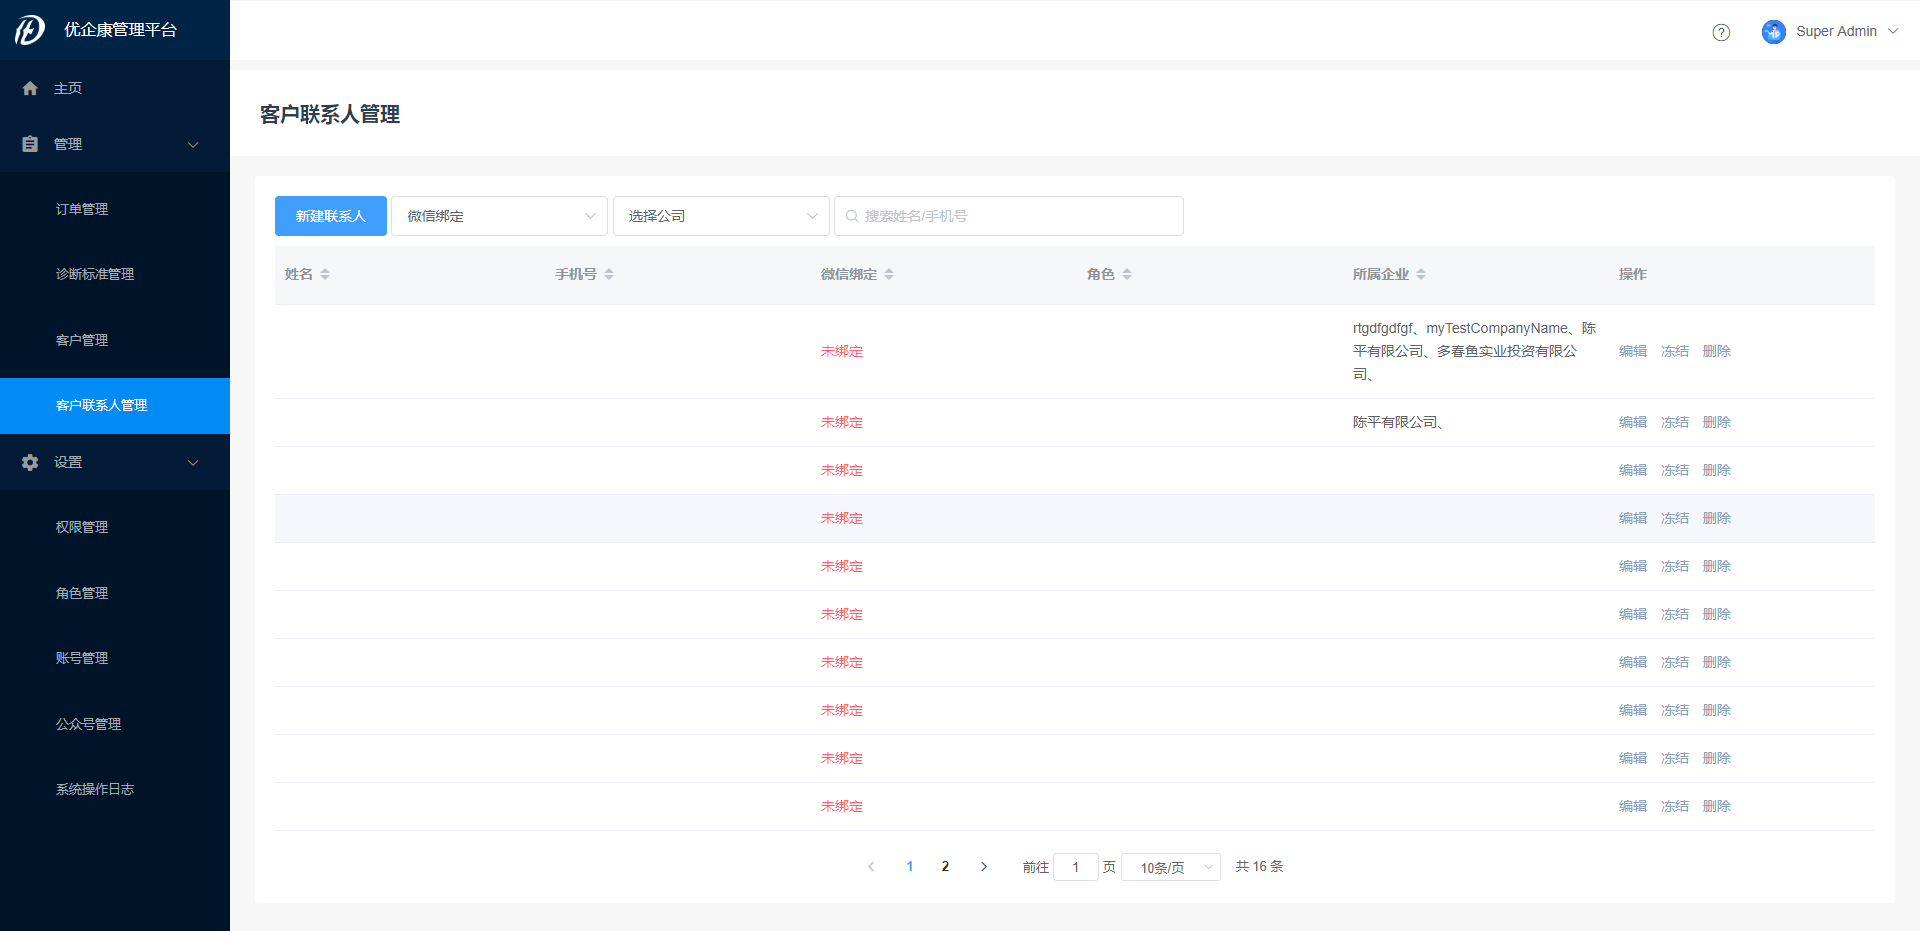 优企康管理平台
Super Admin
主页
管理
订单管理
诊断标准管理
客户管理
客户联系人管理
设置
权限管理
角色管理
账号管理
公众号管理
系统操作日志
客户联系人管理
新建联系人 微信绑定 选择公司 搜索姓名/手机号
姓名 手机号 微信绑定 角色 所属企业 操作
rtgdfgdfgf、myTestCompanyName、陈
未绑定 平有限公司、多春鱼实业投资有限公 编辑 冻结 删除
司、
未绑定 陈平有限公司、 编辑 冻结 删除
未绑定 编辑 冻结 删除
未绑定 编辑 冻结 删除
未绑定 编辑 冻结 删除
未绑定 编辑 冻结 删除
未绑定 编辑 冻结 删除
未绑定 编辑 冻结 删除
未绑定 编辑 冻结 删除
未绑定 编辑 冻结 删除
1 2 前往 1 页 10条/页 共 16 条